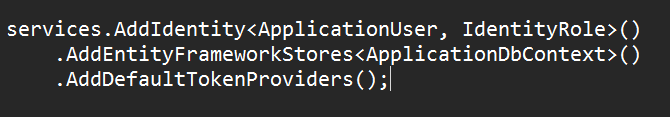 services.AddIdentity<ApplicationUser, IdentityRole>()
.AddEntityFrameworkStores<ApplicationDbContext>()
.AddDefaultTokenProviders();